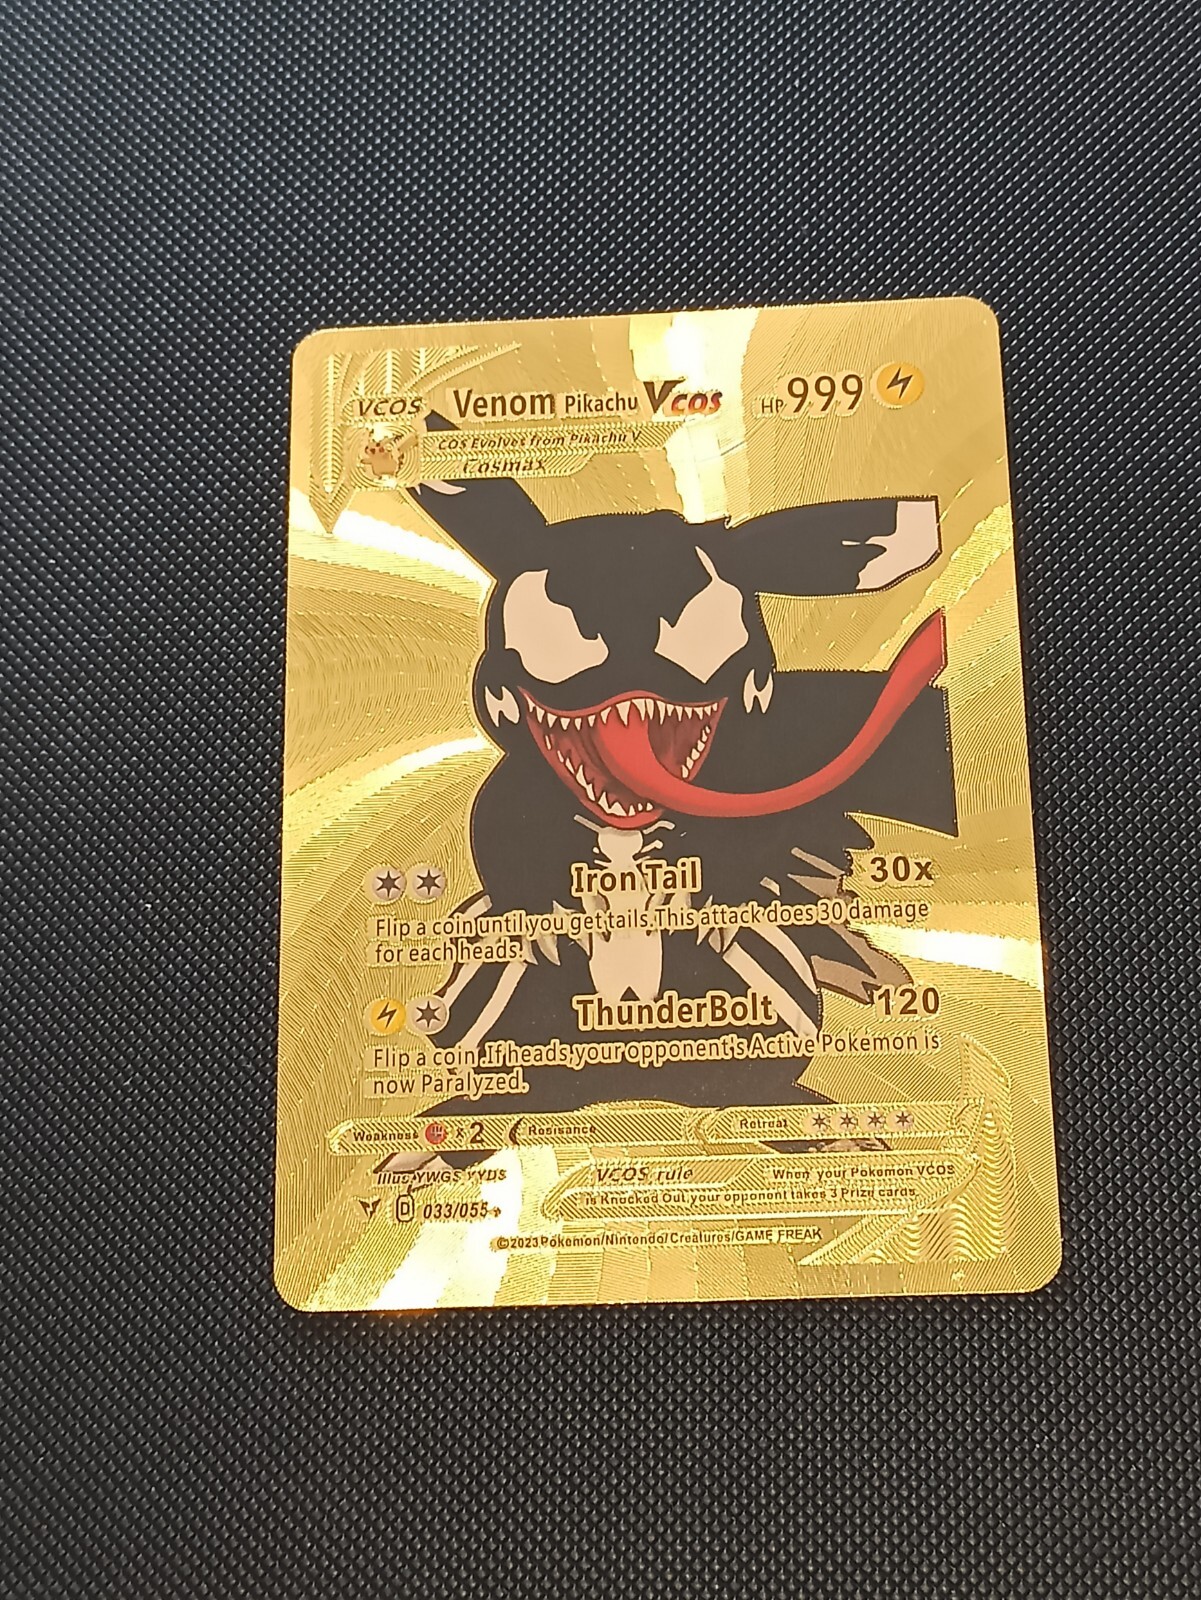 VCOS Venom Pikachu Vcos HP 999
COS Evolves from Pikachu V
Cosmax
Iron Tail 30x
Flip a coin until you get tails.This attack does 30 damage
for each heads.
ThunderBolt 120
Flip a coin .If heads,your opponent's Active Pokémon is
now Paralyzed.
Weakness x2 Resisance Retreat
Illus.YWGS YYDS VCOS rule When your Pokemon VCOS
is Knocked Out,your opponent takes 3 Prize cards.
D 033/055
©2023 Pokemon/Nintendo/Creatures/GAME FREAK